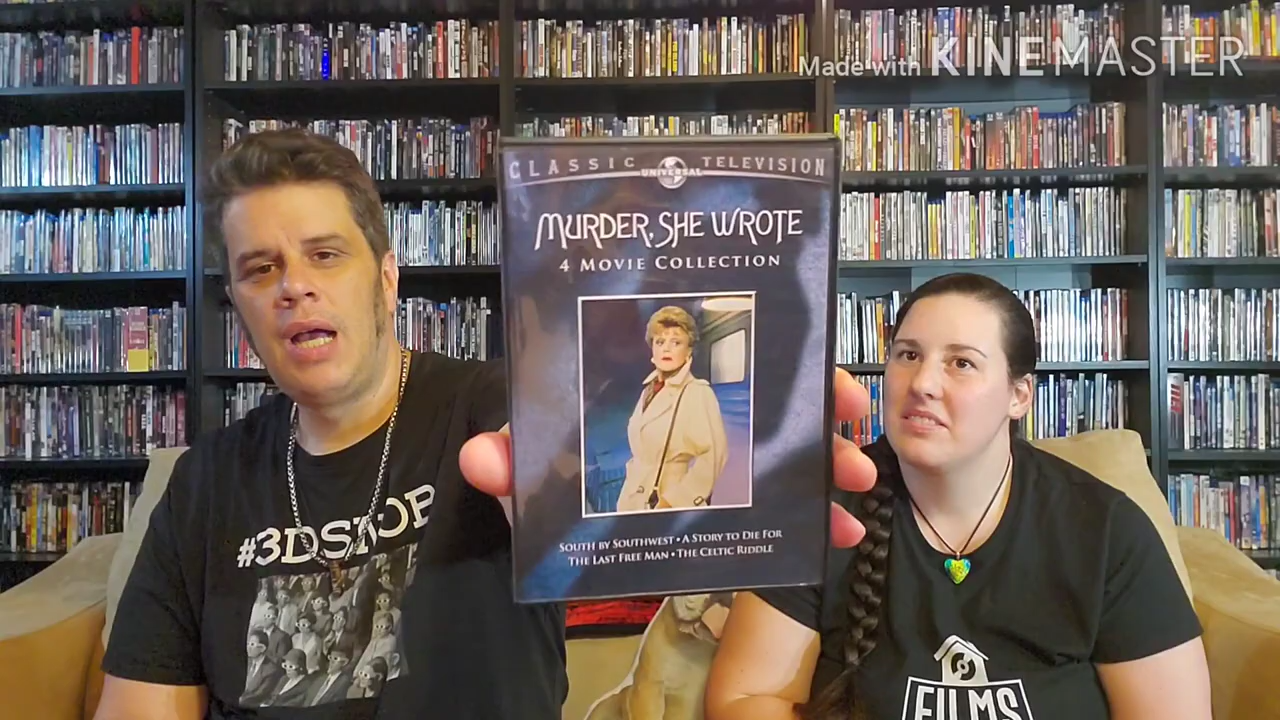 Made with KINEMASTER
CLASSIC UNIVERSAL TELEVISION
MURDER, SHE WROTE
4 MOVIE COLLECTION
SOUTH BY SOUTHWEST • A STORY TO DIE FOR
THE LAST FREE MAN • THE CELTIC RIDDLE
#3DSTOP
FILMS